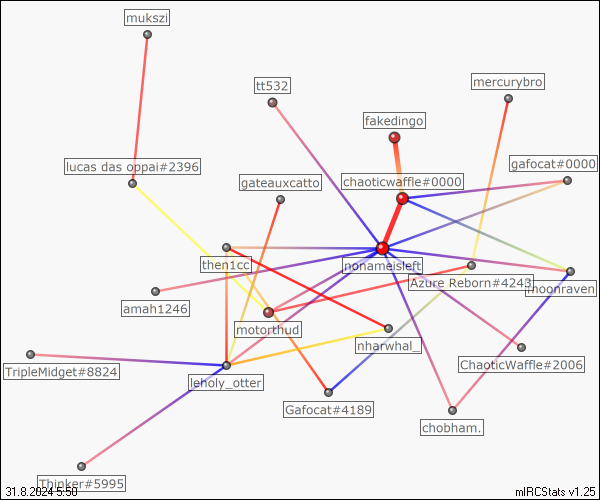 mukszi
tt532
mercurybro
fakedingo
lucas das oppai#2396
gafocat#0000
gateauxcatto
chaoticwaffle#0000
then1cc
nonameisleft
Azure Reborn#4243
moonraven
amah1246
motorthud
nharwhal_
TripleMidget#8824
ChaoticWaffle#2006
leholy_otter
Gafocat#4189
chobham.
Thinker#5995
31.8.2024 5:50
mIRCStats v1.25